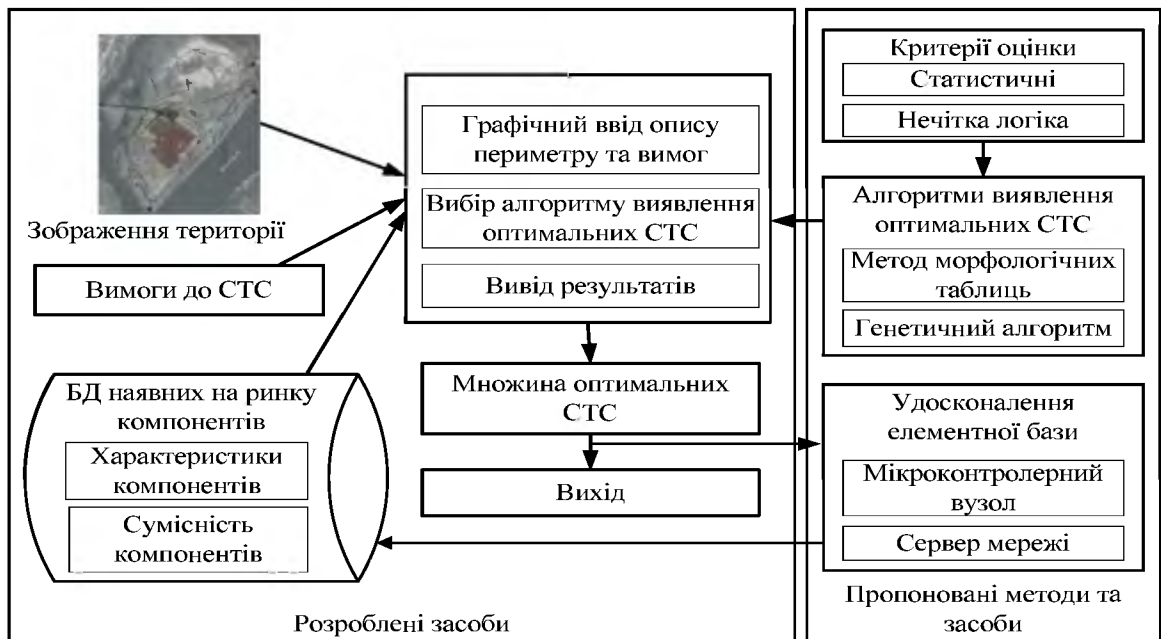 Зображення території
Вимоги до СТС
БД наявних на ринку
компонентів
Характеристики
компонентів
Сумісність
компонентів
Графічний ввід опису
периметру та вимог
Вибір алгоритму виявлення
оптимальних СТС
Вивід результатів
Множина оптимальних
СТС
Вихід
Розроблені засоби
Критерії оцінки
Статистичні
Нечітка логіка
Алгоритми виявлення
оптимальних СТС
Метод морфологічних
таблиць
Генетичний алгоритм
Удосконалення
елементної бази
Мікроконтролерний
вузол
Сервер мережі
Пропоновані методи та
засоби